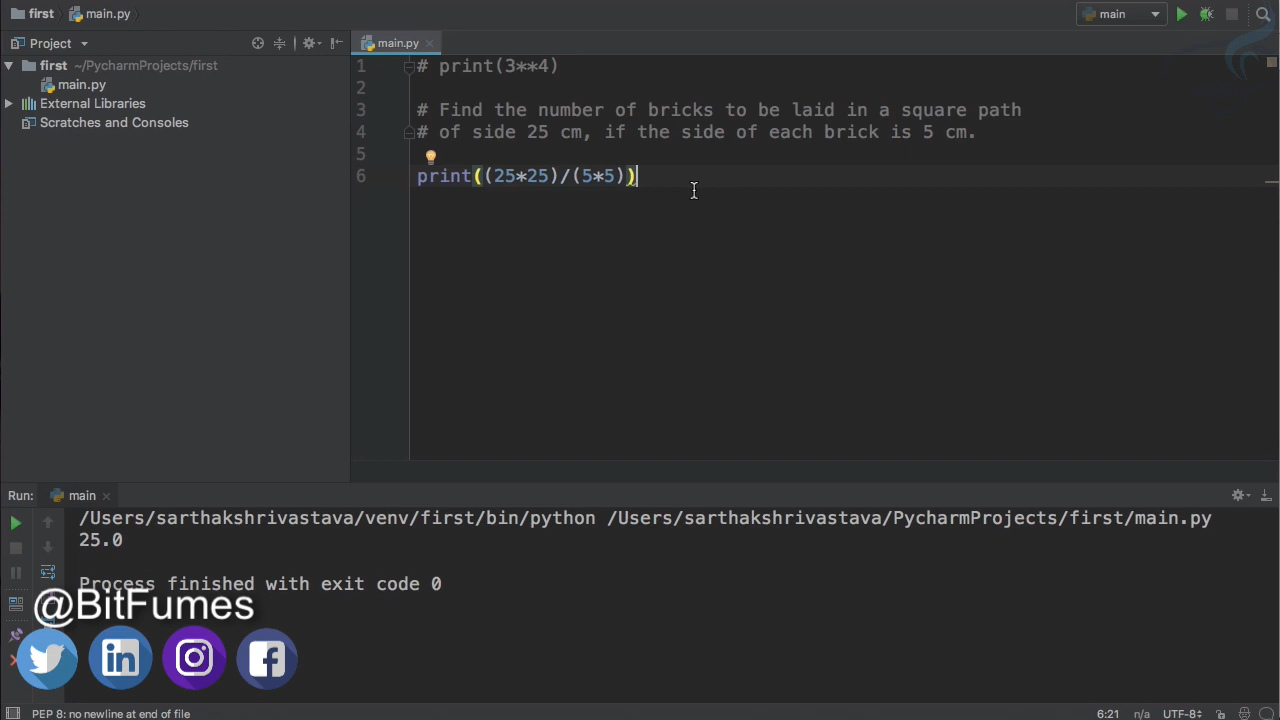 first main.py
main
Project
main.py
first ~/PycharmProjects/first
main.py
External Libraries
Scratches and Consoles
1 # print(3**4)
2
3 # Find the number of bricks to be laid in a square path
4 # of side 25 cm, if the side of each brick is 5 cm.
5
6 print((25*25)/(5*5))
Run: main
/Users/sarthakshrivastava/venv/first/bin/python /Users/sarthakshrivastava/PycharmProjects/first/main.py
25.0
Process finished with exit code 0
@BitFumes
in
f
PEP 8: no newline at end of file
6:21 n/a UTF-8